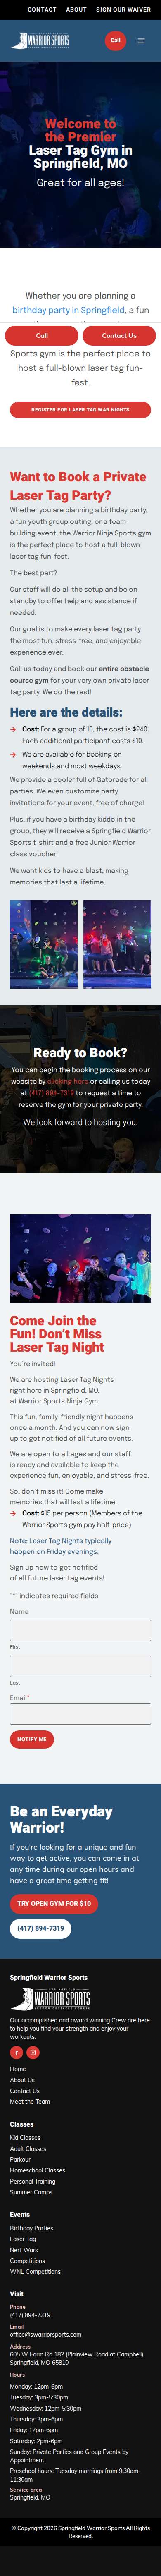 CONTACT ABOUT SIGN OUR WAIVER
WARRIOR SPORTS
Call
Welcome to
the Premier
Laser Tag Gym in
Springfield, MO
Great for all ages!
Whether you are planning a
birthday party in Springfield, a fun
Call Contact Us
Sports gym is the perfect place to
host a full-blown laser tag fun-
fest.
REGISTER FOR LASER TAG WAR NIGHTS
Want to Book a Private
Laser Tag Party?
Whether you are planning a birthday party,
a fun youth group outing, or a team-
building event, the Warrior Ninja Sports gym
is the perfect place to host a full-blown
laser tag fun-fest.
The best part?
Our staff will do all the setup and be on
standby to offer help and assistance if
needed.
Our goal is to make every laser tag party
the most fun, stress-free, and enjoyable
experience ever.
Call us today and book our entire obstacle
course gym for your very own private laser
tag party. We do the rest!
Here are the details:
Cost: For a group of 10, the cost is $240.
Each additional participant costs $10.
We are available for booking on
weekends and most weekdays
We provide a cooler full of Gatorade for all
parties. We even customize party
invitations for your event, free of charge!
Plus, if you have a birthday kiddo in the
group, they will receive a Springfield Warrior
Sports t-shirt and a free Junior Warrior
class voucher!
We want kids to have a blast, making
memories that last a lifetime.
Ready to Book?
You can begin the booking process on our
website by clicking here or calling us today
at (417) 894-7319 to request a time to
reserve the gym for your private party.
We look forward to hosting you.
Come Join the
Fun! Don't Miss
Laser Tag Night
You're invited!
We are hosting Laser Tag Nights
right here in Springfield, MO,
at Warrior Sports Ninja Gym.
This fun, family-friendly night happens
once a month. And you can now sign
up to get notified of all future events.
We are open to all ages and our staff
is ready and available to keep the
experience fun, enjoyable, and stress-free.
So, don't miss it! Come make
memories that will last a lifetime.
Cost: $15 per person (Members of the
Warrior Sports gym pay half-price)
Note: Laser Tag Nights typically
happen on Friday evenings.
Sign up now to get notified
of all future laser tag events!
"*" indicates required fields
Name
First
Last
Email*
NOTIFY ME
Be an Everyday
Warrior!
If you're looking for a unique and fun
way to get active, you can come in at
any time during our open hours and
have a great time getting fit!
TRY OPEN GYM FOR $10
(417) 894-7319
Springfield Warrior Sports
WARRIOR SPORTS
Our accomplished and award winning Crew are here
to help you find your strength and enjoy your
workouts.
Home
About Us
Contact Us
Meet the Team
Classes
Kid Classes
Adult Classes
Parkour
Homeschool Classes
Personal Training
Summer Camps
Events
Birthday Parties
Laser Tag
Nerf Wars
Competitions
WNL Competitions
Visit
Phone
(417) 894-7319
Email
office@swarriorsports.com
Address
605 W Farm Rd 182 (Plainview Road at Campbell),
Springfield, MO 65810
Hours
Monday: 12pm-6pm
Tuesday: 3pm-5:30pm
Wednesday: 12pm-5:30pm
Thursday: 3pm-6pm
Friday: 12pm-6pm
Saturday: 2pm-6pm
Sunday: Private Parties and Group Events by
Appointment
Preschool hours: Tuesday mornings from 9:30am-
11:30am
Service area
Springfield, MO
© Copyright 2026 Springfield Warrior Sports All Rights
Reserved.